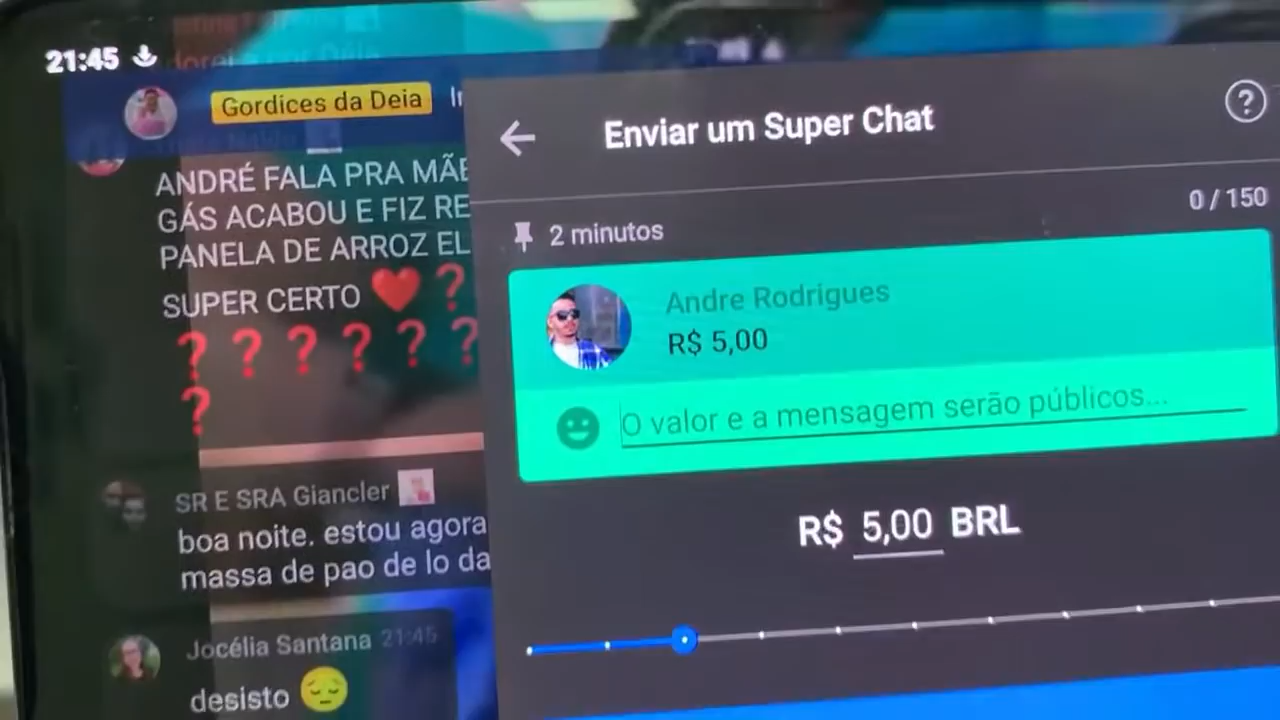 21:45
Gordices da Deia
ANDRÉ FALA PRA MÃE
GÁS ACABOU E FIZ RE
PANELA DE ARROZ EL
SUPER CERTO ❤️❓
❓❓❓❓❓❓
❓
SR E SRA Giancler
boa noite. estou agora
massa de pao de lo da
Jocélia Santana 21:45
desisto 😔
Enviar um Super Chat
?
0 / 150
2 minutos
Andre Rodrigues
R$ 5,00
O valor e a mensagem serão públicos...
R$ 5,00 BRL